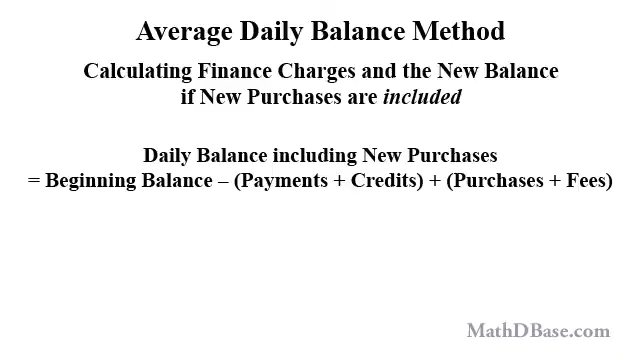 Average Daily Balance Method
Calculating Finance Charges and the New Balance
if New Purchases are included
Daily Balance including New Purchases
= Beginning Balance – (Payments + Credits) + (Purchases + Fees)
MathDBase.com